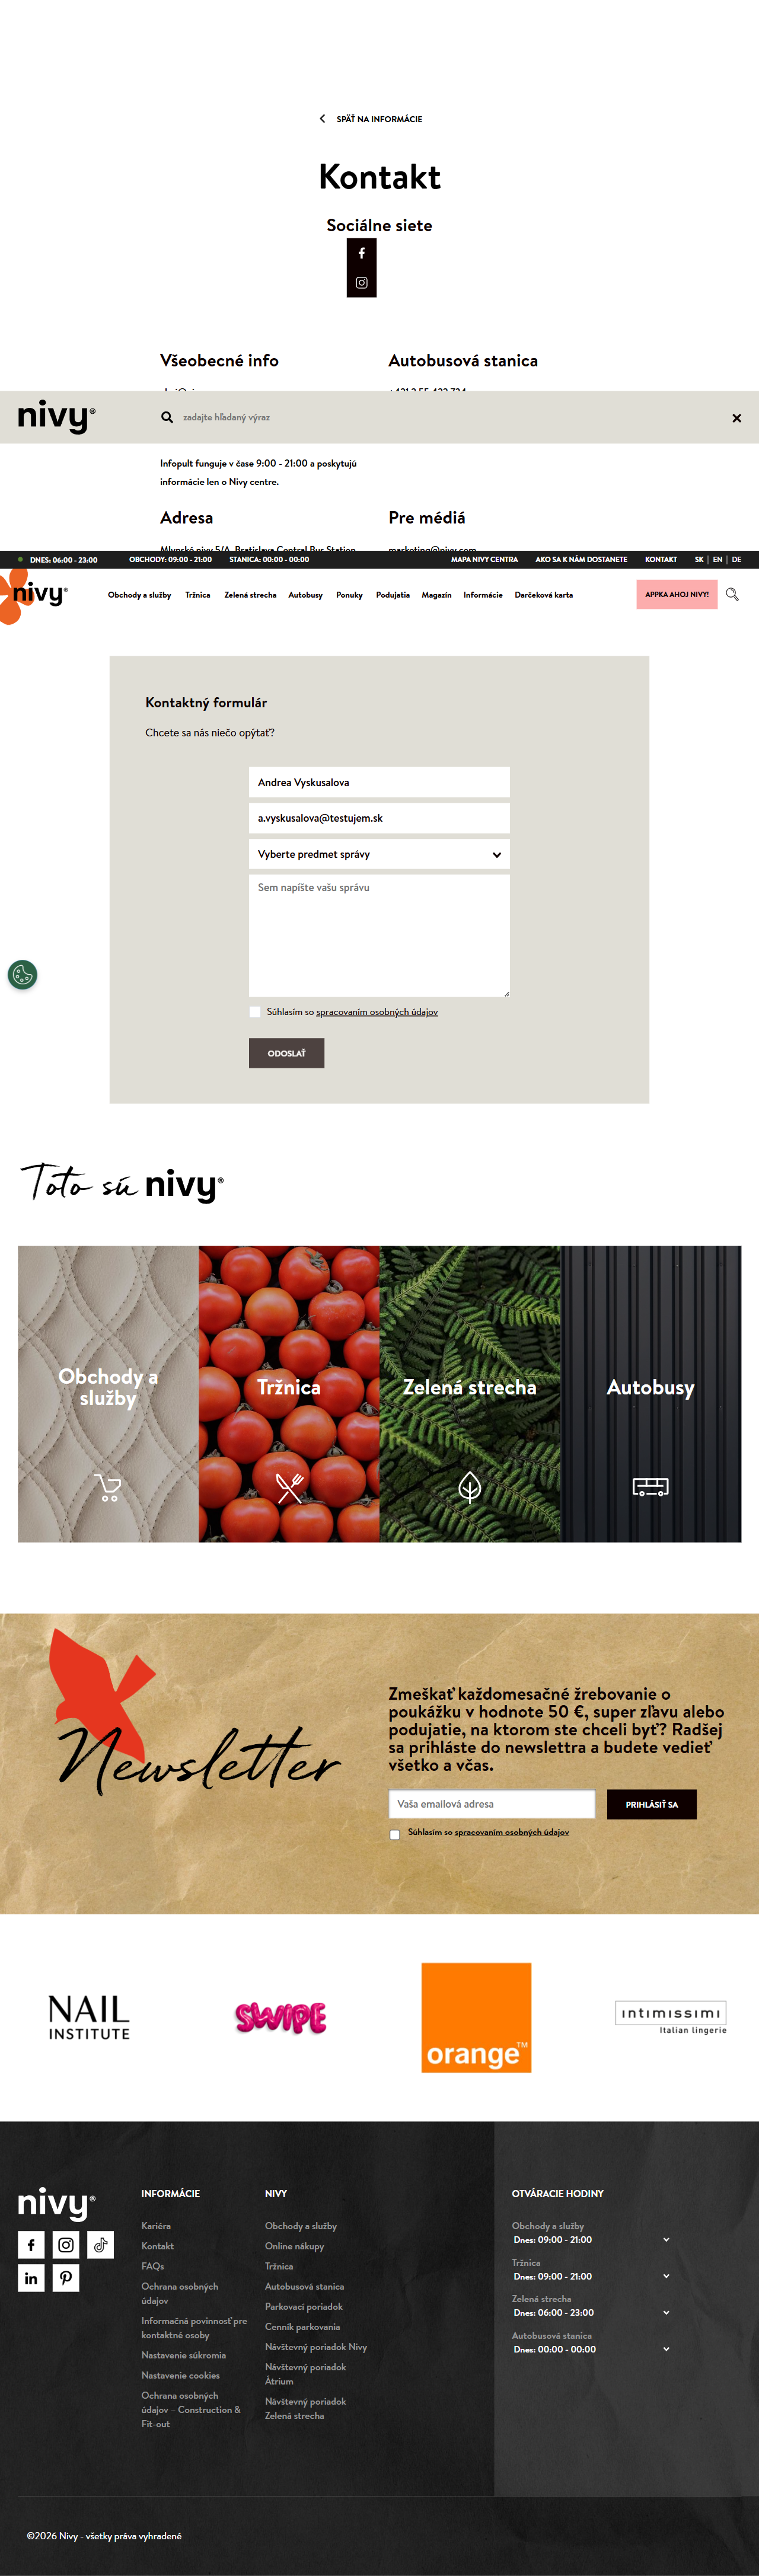 SPÄŤ NA INFORMÁCIE
Kontakt
Sociálne siete
Všeobecné info
Autobusová stanica
nivy®
zadajte hľadaný výraz
Infopult funguje v čase 9:00 - 21:00 a poskytujú
informácie len o Nivy centre.
Adresa
Pre médiá
Mlynské nivy 5/A, Bratislava Central Bus Station
marketing@nivy.com
DNES: 06:00 - 23:00
OBCHODY: 09:00 - 21:00
STANICA: 00:00 - 00:00
MAPA NIVY CENTRA
AKO SA K NÁM DOSTANETE
KONTAKT
SK | EN | DE
nivy®
Obchody a služby
Tržnica
Zelená strecha
Autobusy
Ponuky
Podujatia
Magazín
Informácie
Darčeková karta
APPKA AHOJ NIVY!
Kontaktný formulár
Chcete sa nás niečo opýtať?
Andrea Vyskusalova
a.vyskusalova@testujem.sk
Vyberte predmet správy
Sem napíšte vašu správu
Súhlasím so spracovaním osobných údajov
ODOSLAŤ
Toto sú nivy®
Obchody a
služby
Tržnica
Zelená strecha
Autobusy
Newsletter
Zmeškať každomesačné žrebovanie o
poukážku v hodnote 50 €, super zľavu alebo
podujatie, na ktorom ste chceli byť? Radšej
sa prihláste do newslettra a budete vedieť
všetko a včas.
Vaša emailová adresa
PRIHLÁSIŤ SA
Súhlasím so spracovaním osobných údajov
NAIL
INSTITUTE
SWIPE
orange™
intimissimi
Italian lingerie
nivy®
INFORMÁCIE
Kariéra
Kontakt
FAQs
Ochrana osobných
údajov
Informačná povinnosť pre
kontaktné osoby
Nastavenie súkromia
Nastavenie cookies
Ochrana osobných
údajov – Construction &
Fit-out
NIVY
Obchody a služby
Online nákupy
Tržnica
Autobusová stanica
Parkovací poriadok
Cenník parkovania
Návštevný poriadok Nivy
Návštevný poriadok
Átrium
Návštevný poriadok
Zelená strecha
OTVÁRACIE HODINY
Obchody a služby
Dnes: 09:00 - 21:00
Tržnica
Dnes: 09:00 - 21:00
Zelená strecha
Dnes: 06:00 - 23:00
Autobusová stanica
Dnes: 00:00 - 00:00
©2026 Nivy - všetky práva vyhradené